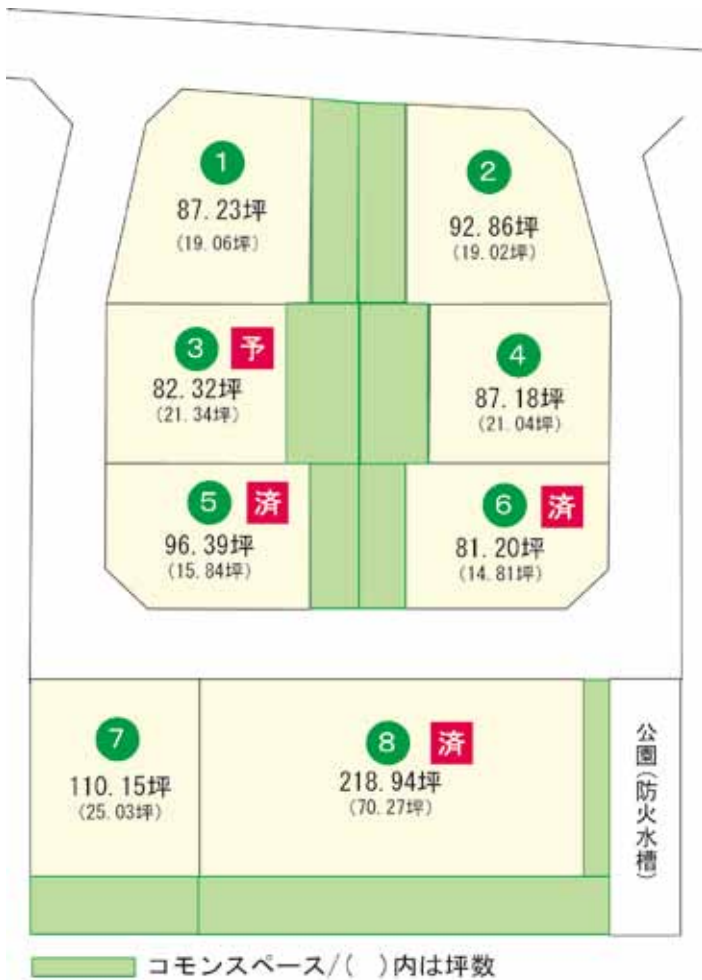 1
87.23坪
(19.06坪)
2
92.86坪
(19.02坪)
3 予
82.32坪
(21.34坪)
4
87.18坪
(21.04坪)
5 済
96.39坪
(15.84坪)
6 済
81.20坪
(14.81坪)
7
110.15坪
(25.03坪)
8 済
218.94坪
(70.27坪)
公園(防火水槽)
コモンスペース/( )内は坪数